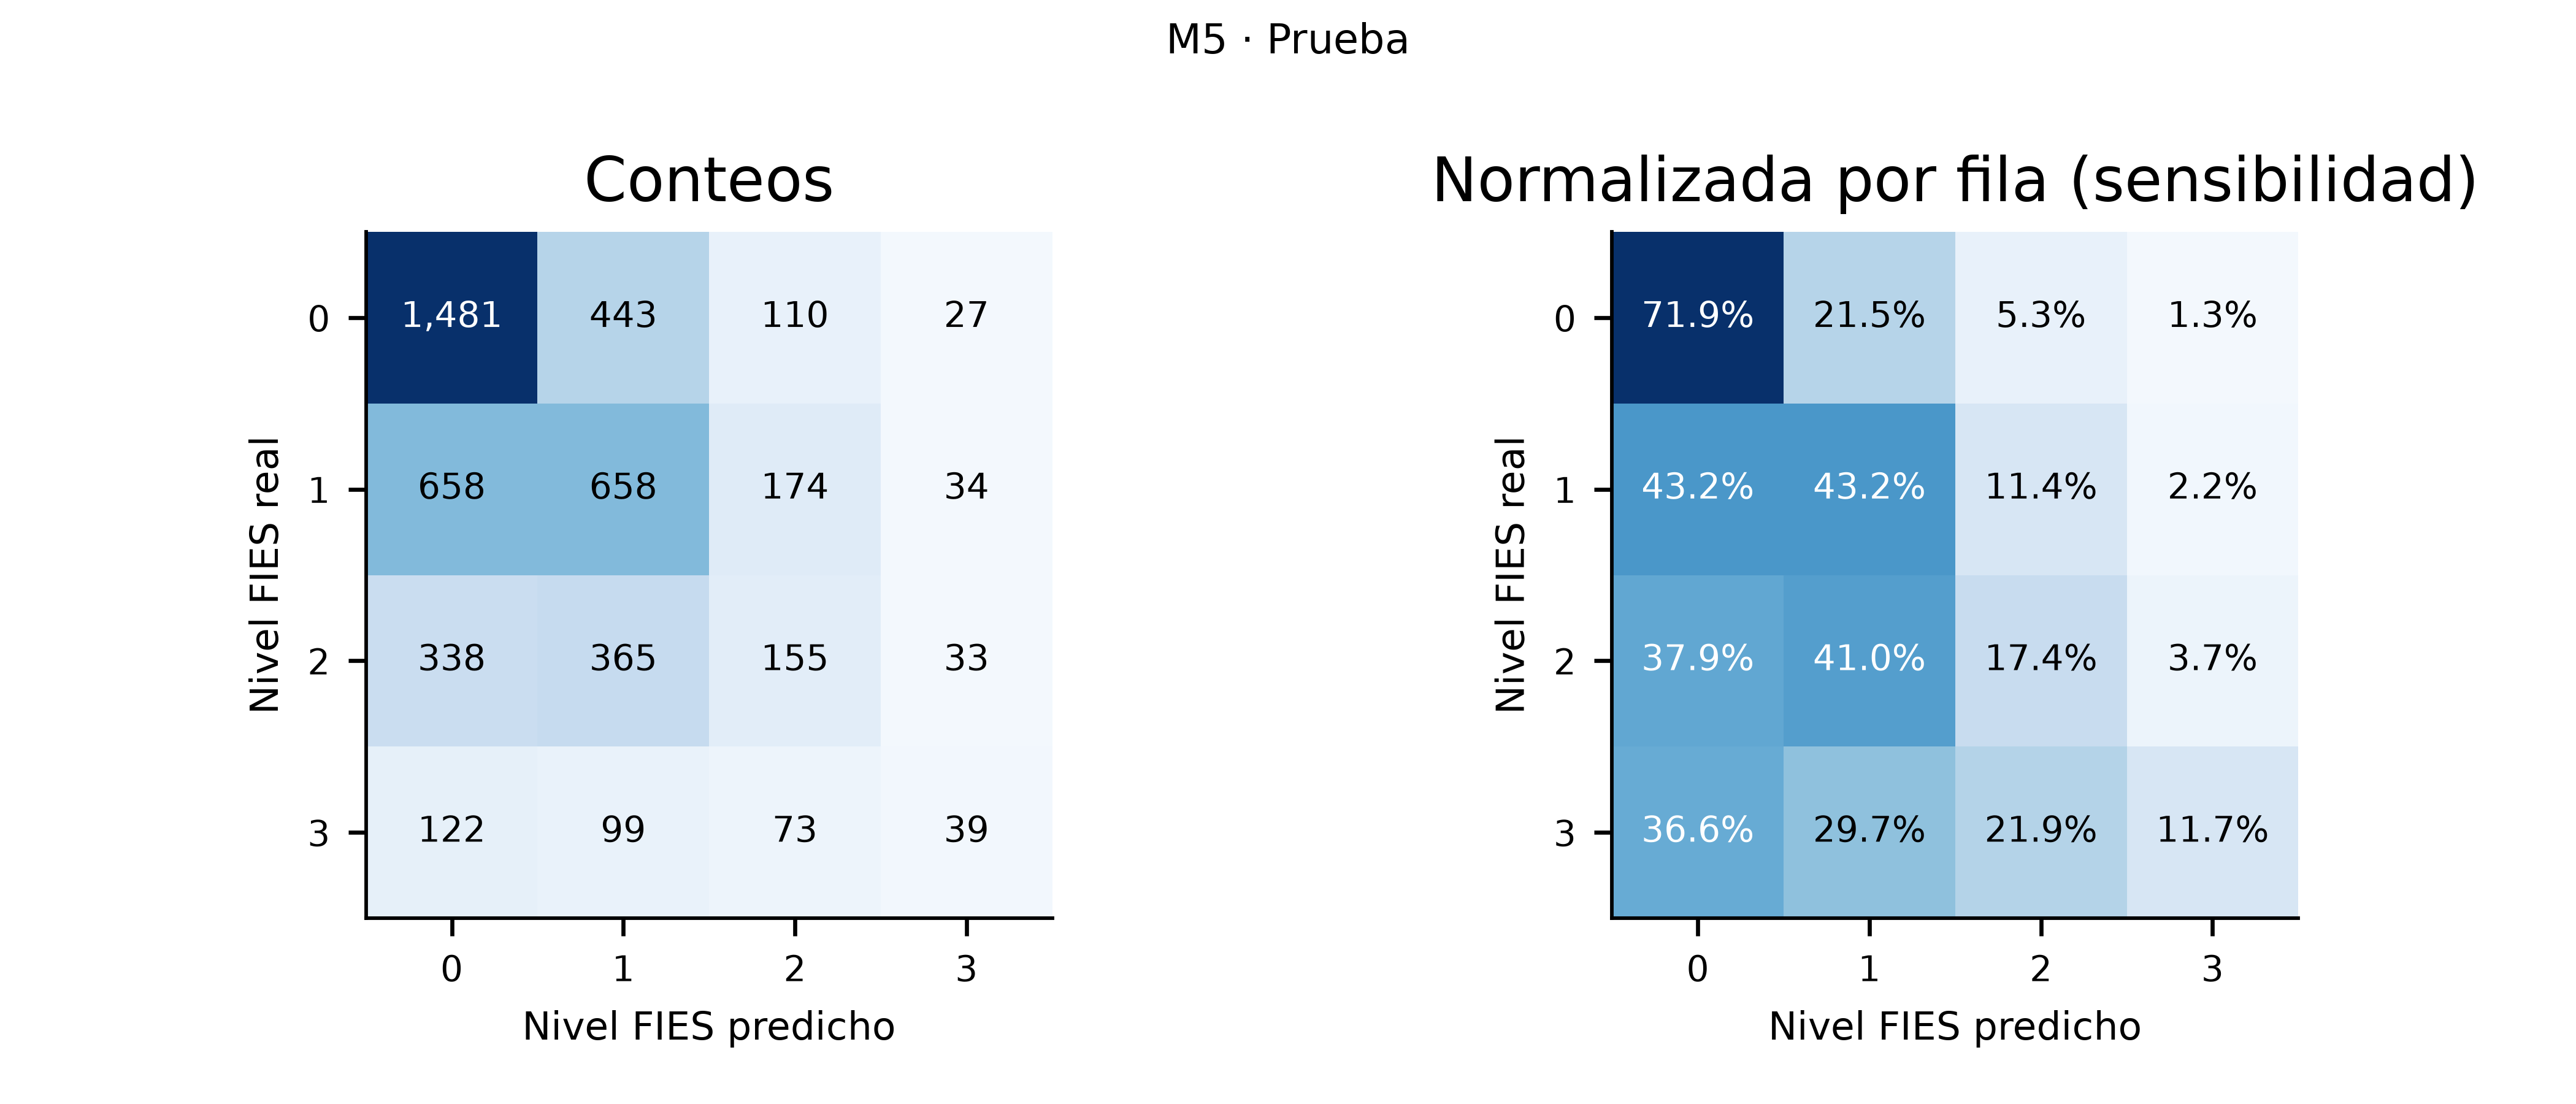 M5 · Prueba
Conteos
Nivel FIES real
0 1,481 443 110 27
1 658 658 174 34
2 338 365 155 33
3 122 99 73 39
0 1 2 3
Nivel FIES predicho
Normalizada por fila (sensibilidad)
Nivel FIES real
0 71.9% 21.5% 5.3% 1.3%
1 43.2% 43.2% 11.4% 2.2%
2 37.9% 41.0% 17.4% 3.7%
3 36.6% 29.7% 21.9% 11.7%
0 1 2 3
Nivel FIES predicho